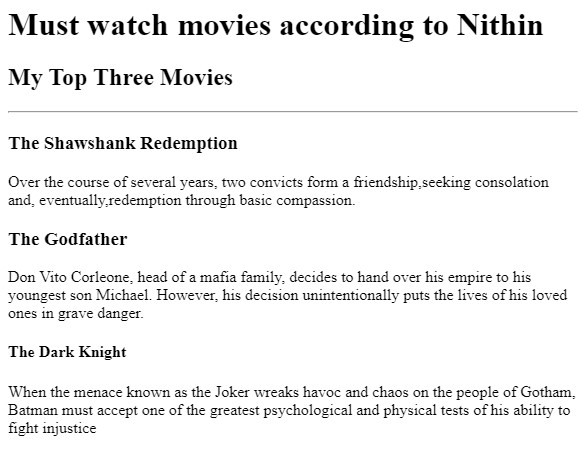 Must watch movies according to Nithin
My Top Three Movies
The Shawshank Redemption
Over the course of several years, two convicts form a friendship,seeking consolation
and, eventually,redemption through basic compassion.
The Godfather
Don Vito Corleone, head of a mafia family, decides to hand over his empire to his
youngest son Michael. However, his decision unintentionally puts the lives of his loved
ones in grave danger.
The Dark Knight
When the menace known as the Joker wreaks havoc and chaos on the people of Gotham,
Batman must accept one of the greatest psychological and physical tests of his ability to
fight injustice